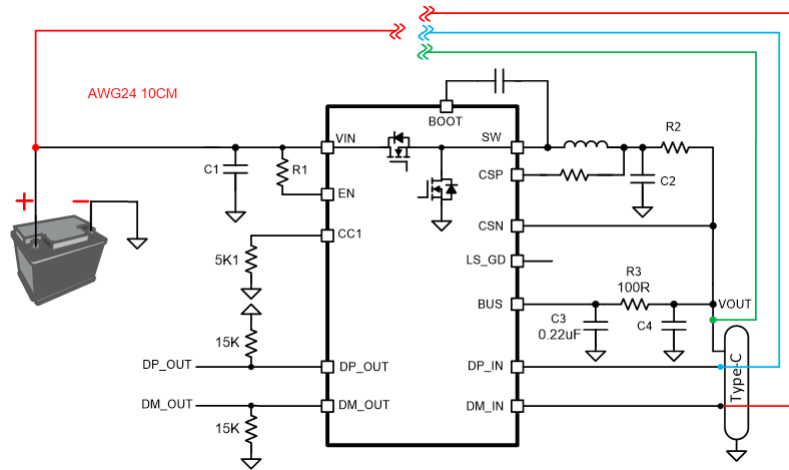 AWG24 10CM
BOOT
VIN
SW
R2
C1
R1
CSP
C2
EN
+
−
CSN
CC1
5K1
LS_GD
R3
100R
BUS
VOUT
C3
0.22uF
C4
15K
DP_OUT
DP_OUT
DP_IN
Type-C
DM_OUT
DM_OUT
DM_IN
15K